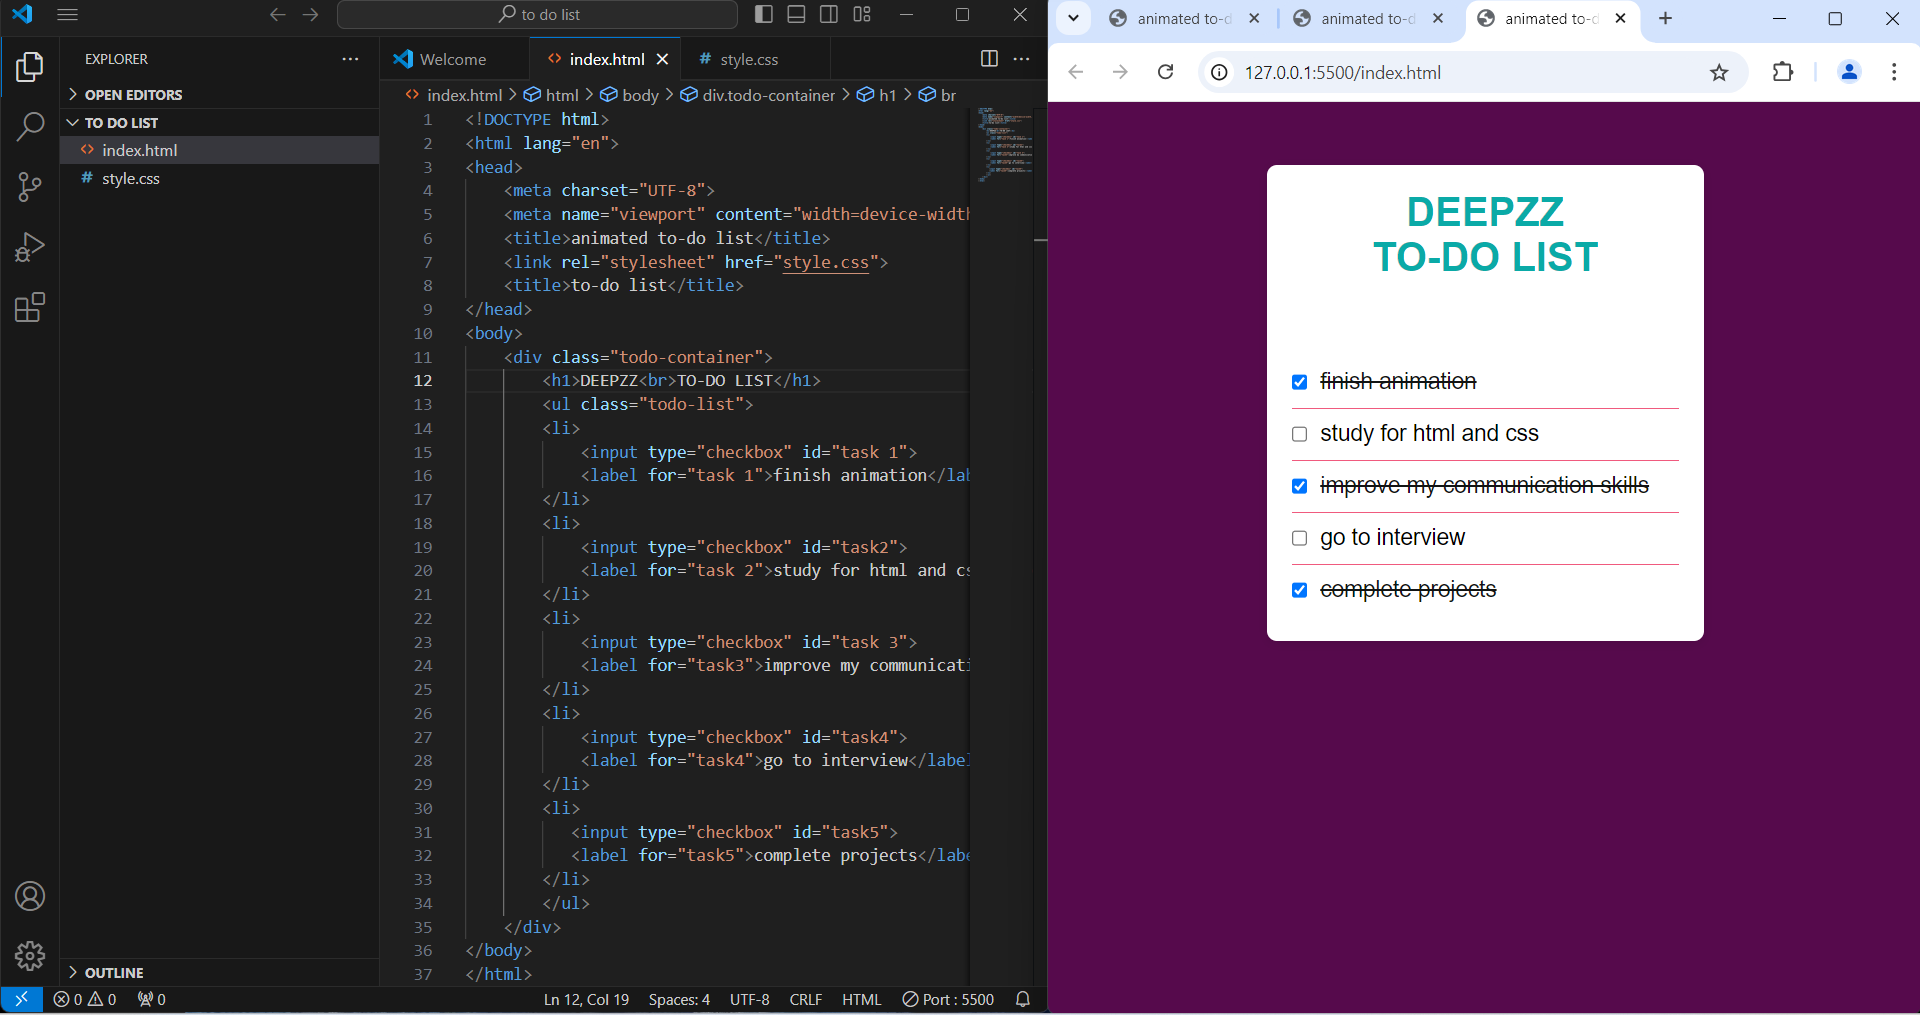 to do list
EXPLORER
OPEN EDITORS
TO DO LIST
index.html
style.css
OUTLINE
Welcome
index.html
style.css
index.html > html > body > div.todo-container > h1 > br
1 <!DOCTYPE html>
2 <html lang="en">
3 <head>
4 <meta charset="UTF-8">
5 <meta name="viewport" content="width=device-width
6 <title>animated to-do list</title>
7 <link rel="stylesheet" href="style.css">
8 <title>to-do list</title>
9 </head>
10 <body>
11 <div class="todo-container">
12 <h1>DEEPZZ<br>TO-DO LIST</h1>
13 <ul class="todo-list">
14 <li>
15 <input type="checkbox" id="task 1">
16 <label for="task 1">finish animation</lab
17 </li>
18 <li>
19 <input type="checkbox" id="task2">
20 <label for="task 2">study for html and cs
21 </li>
22 <li>
23 <input type="checkbox" id="task 3">
24 <label for="task3">improve my communicati
25 </li>
26 <li>
27 <input type="checkbox" id="task4">
28 <label for="task4">go to interview</label
29 </li>
30 <li>
31 <input type="checkbox" id="task5">
32 <label for="task5">complete projects</labe
33 </li>
34 </ul>
35 </div>
36 </body>
37 </html>
0 0 0
Ln 12, Col 19 Spaces: 4 UTF-8 CRLF HTML Port : 5500
animated to-d
animated to-d
animated to-d
127.0.0.1:5500/index.html
DEEPZZ
TO-DO LIST
finish animation
study for html and css
improve my communication skills
go to interview
complete projects